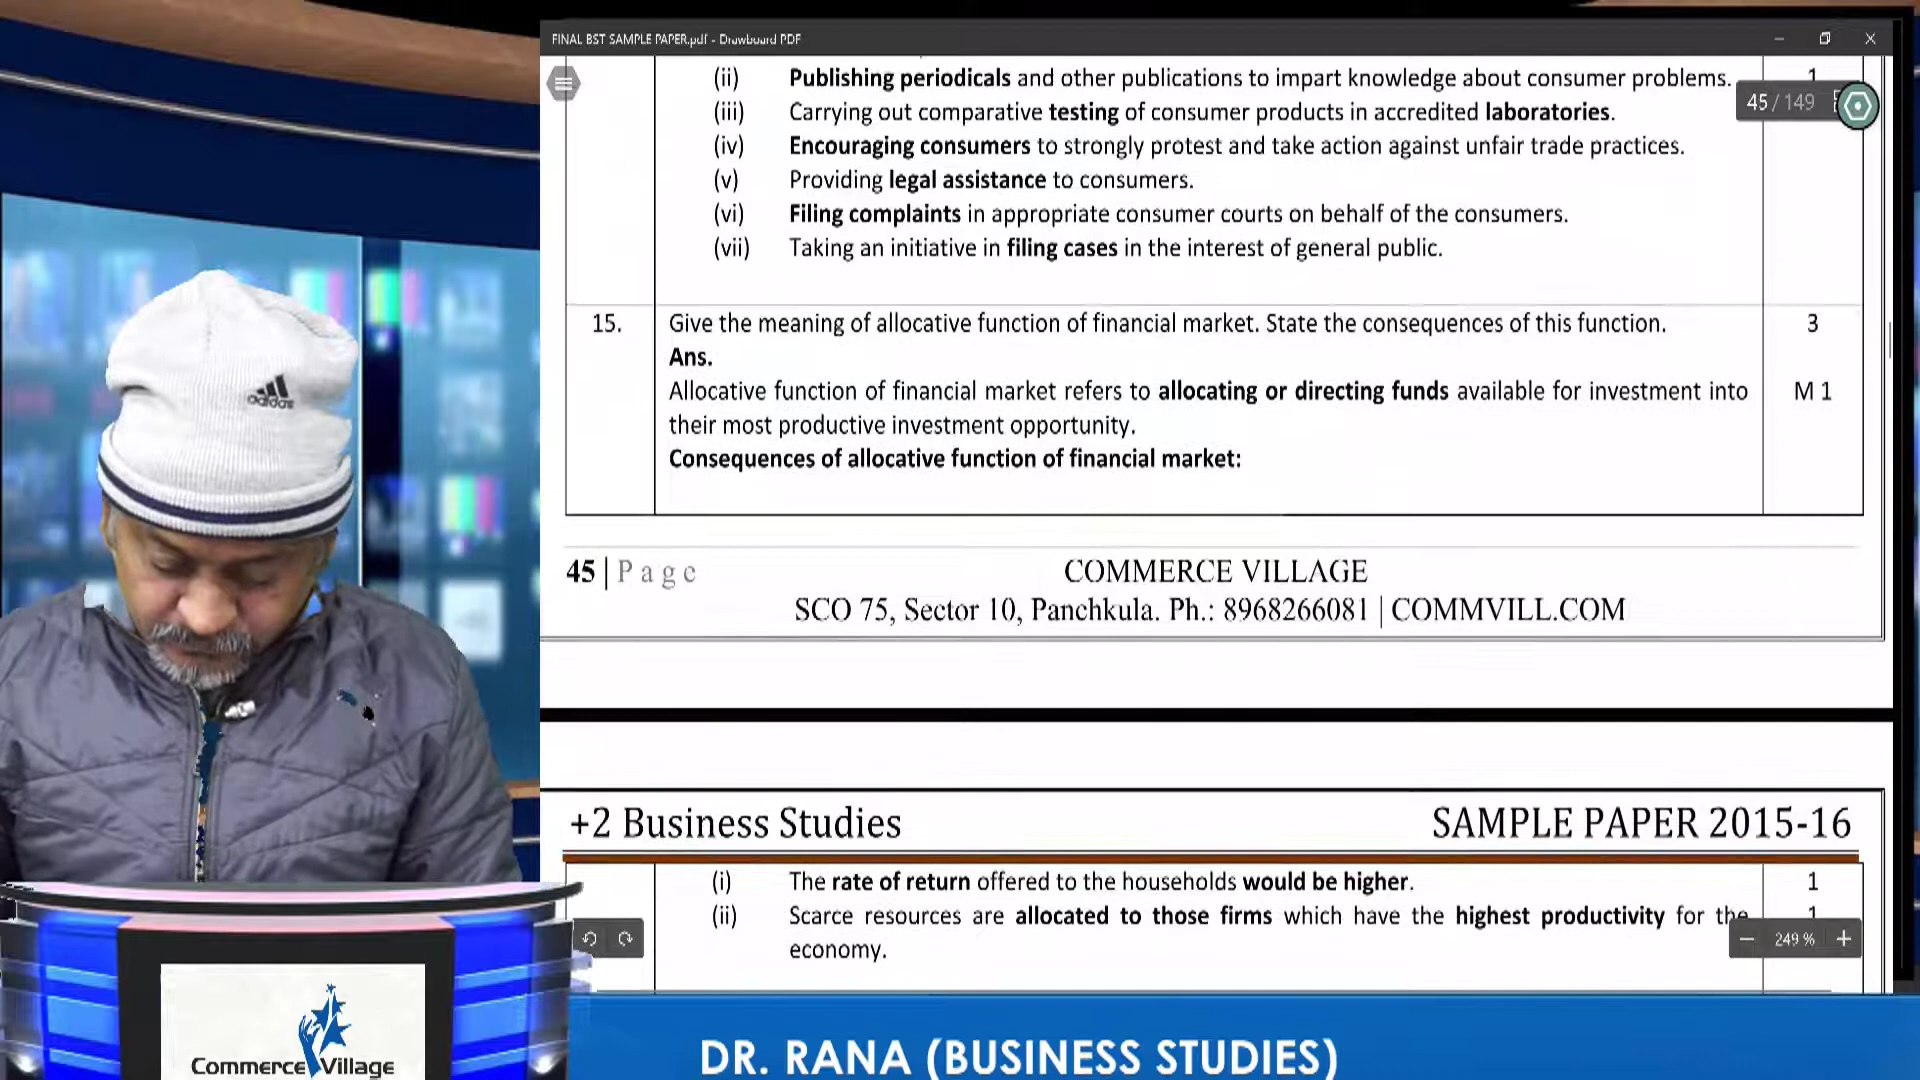 FINAL BST SAMPLE PAPER.pdf - Drawboard PDF
(ii) Publishing periodicals and other publications to impart knowledge about consumer problems. 1
45 / 149
(iii) Carrying out comparative testing of consumer products in accredited laboratories.
(iv) Encouraging consumers to strongly protest and take action against unfair trade practices.
(v) Providing legal assistance to consumers.
(vi) Filing complaints in appropriate consumer courts on behalf of the consumers.
(vii) Taking an initiative in filing cases in the interest of general public.
15. Give the meaning of allocative function of financial market. State the consequences of this function. 3
Ans.
Allocative function of financial market refers to allocating or directing funds available for investment into M 1
their most productive investment opportunity.
Consequences of allocative function of financial market:
45 | Page COMMERCE VILLAGE
SCO 75, Sector 10, Panchkula. Ph.: 8968266081 | COMMVILL.COM
+2 Business Studies SAMPLE PAPER 2015-16
(i) The rate of return offered to the households would be higher. 1
(ii) Scarce resources are allocated to those firms which have the highest productivity for the 1
economy.
249 %
adidas
Commerce Village
DR. RANA (BUSINESS STUDIES)